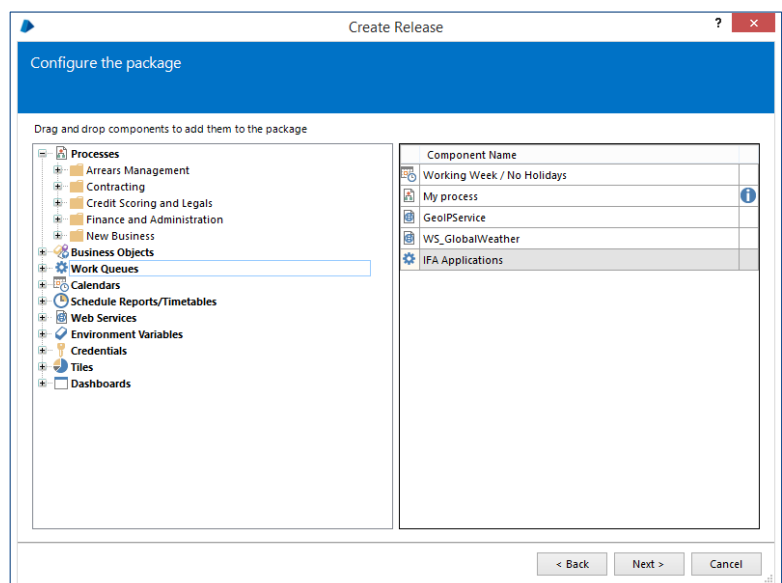 Create Release
?
Configure the package
Drag and drop components to add them to the package
Processes
Arrears Management
Contracting
Credit Scoring and Legals
Finance and Administration
New Business
Business Objects
Work Queues
Calendars
Schedule Reports/Timetables
Web Services
Environment Variables
Credentials
Tiles
Dashboards
Component Name
Working Week / No Holidays
My process
GeoIPService
WS_GlobalWeather
IFA Applications
< Back
Next >
Cancel